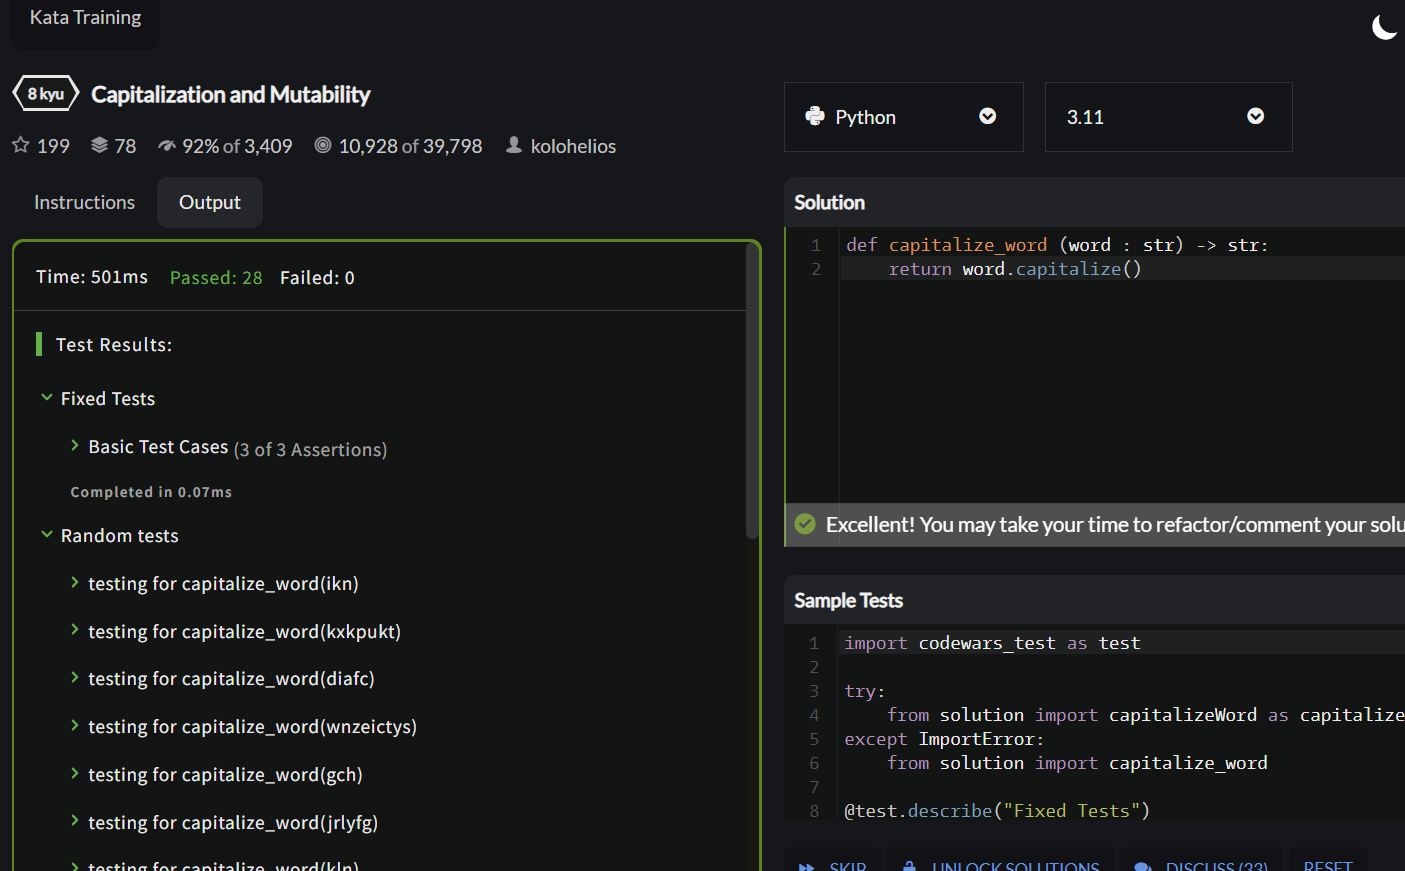 Kata Training
8 kyu Capitalization and Mutability
199 78 92% of 3,409 10,928 of 39,798 kolohelios
Instructions Output
Time: 501ms Passed: 28 Failed: 0
Test Results:
Fixed Tests
Basic Test Cases (3 of 3 Assertions)
Completed in 0.07ms
Random tests
testing for capitalize_word(ikn)
testing for capitalize_word(kxkpukt)
testing for capitalize_word(diafc)
testing for capitalize_word(wnzeictys)
testing for capitalize_word(gch)
testing for capitalize_word(jrlyfg)
testing for capitalize_word(kln)
Python 3.11
Solution
1 def capitalize_word (word : str) -> str:
2 return word.capitalize()
Excellent! You may take your time to refactor/comment your solu
Sample Tests
1 import codewars_test as test
2
3 try:
4 from solution import capitalizeWord as capitalize
5 except ImportError:
6 from solution import capitalize_word
7
8 @test.describe("Fixed Tests")
SKIP UNLOCK SOLUTIONS DISCUSS (33) RESET